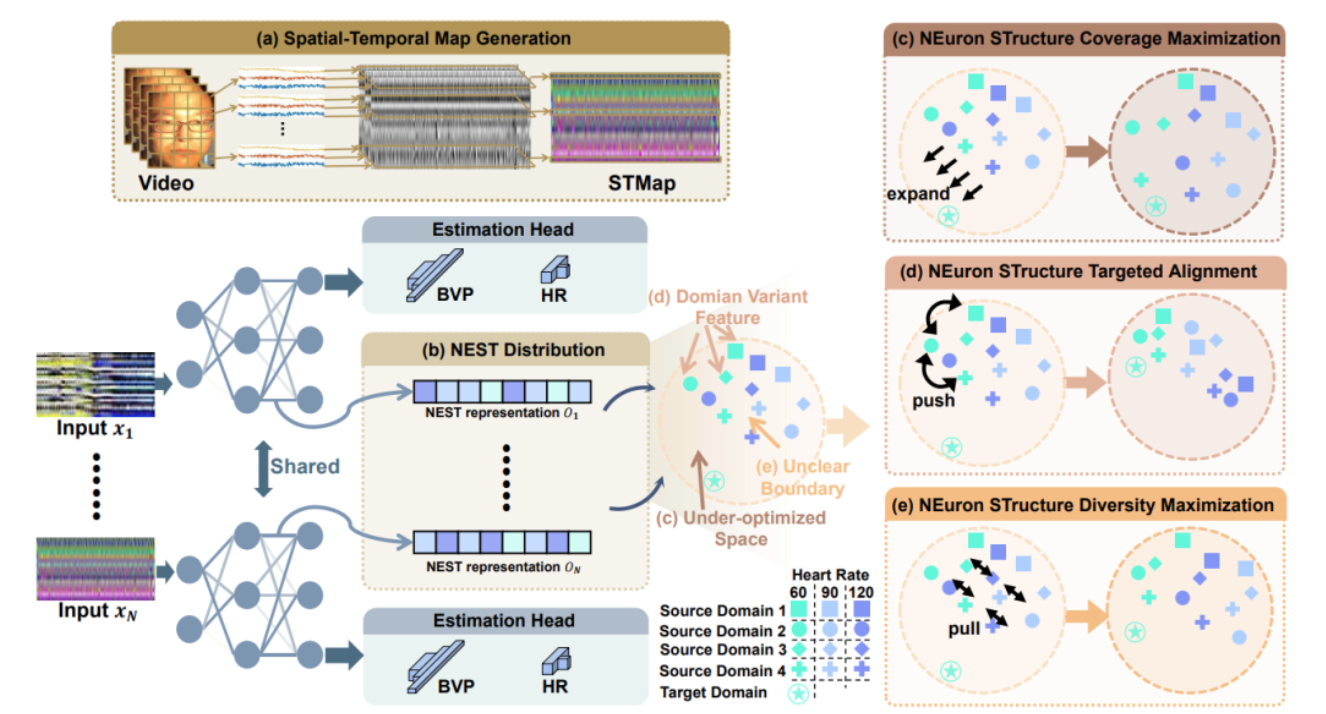 (a) Spatial-Temporal Map Generation
Video
STMap
Estimation Head
BVP
HR
Input x₁
Shared
Input x_N
(b) NEST Distribution
NEST representation O₁
NEST representation O_N
Estimation Head
BVP
HR
(d) Domian Variant
Feature
(e) Unclear
Boundary
(c) Under-optimized
Space
Heart Rate
60 90 120
Source Domain 1
Source Domain 2
Source Domain 3
Source Domain 4
Target Domain
(c) NEuron STructure Coverage Maximization
expand
(d) NEuron STructure Targeted Alignment
push
(e) NEuron STructure Diversity Maximization
pull